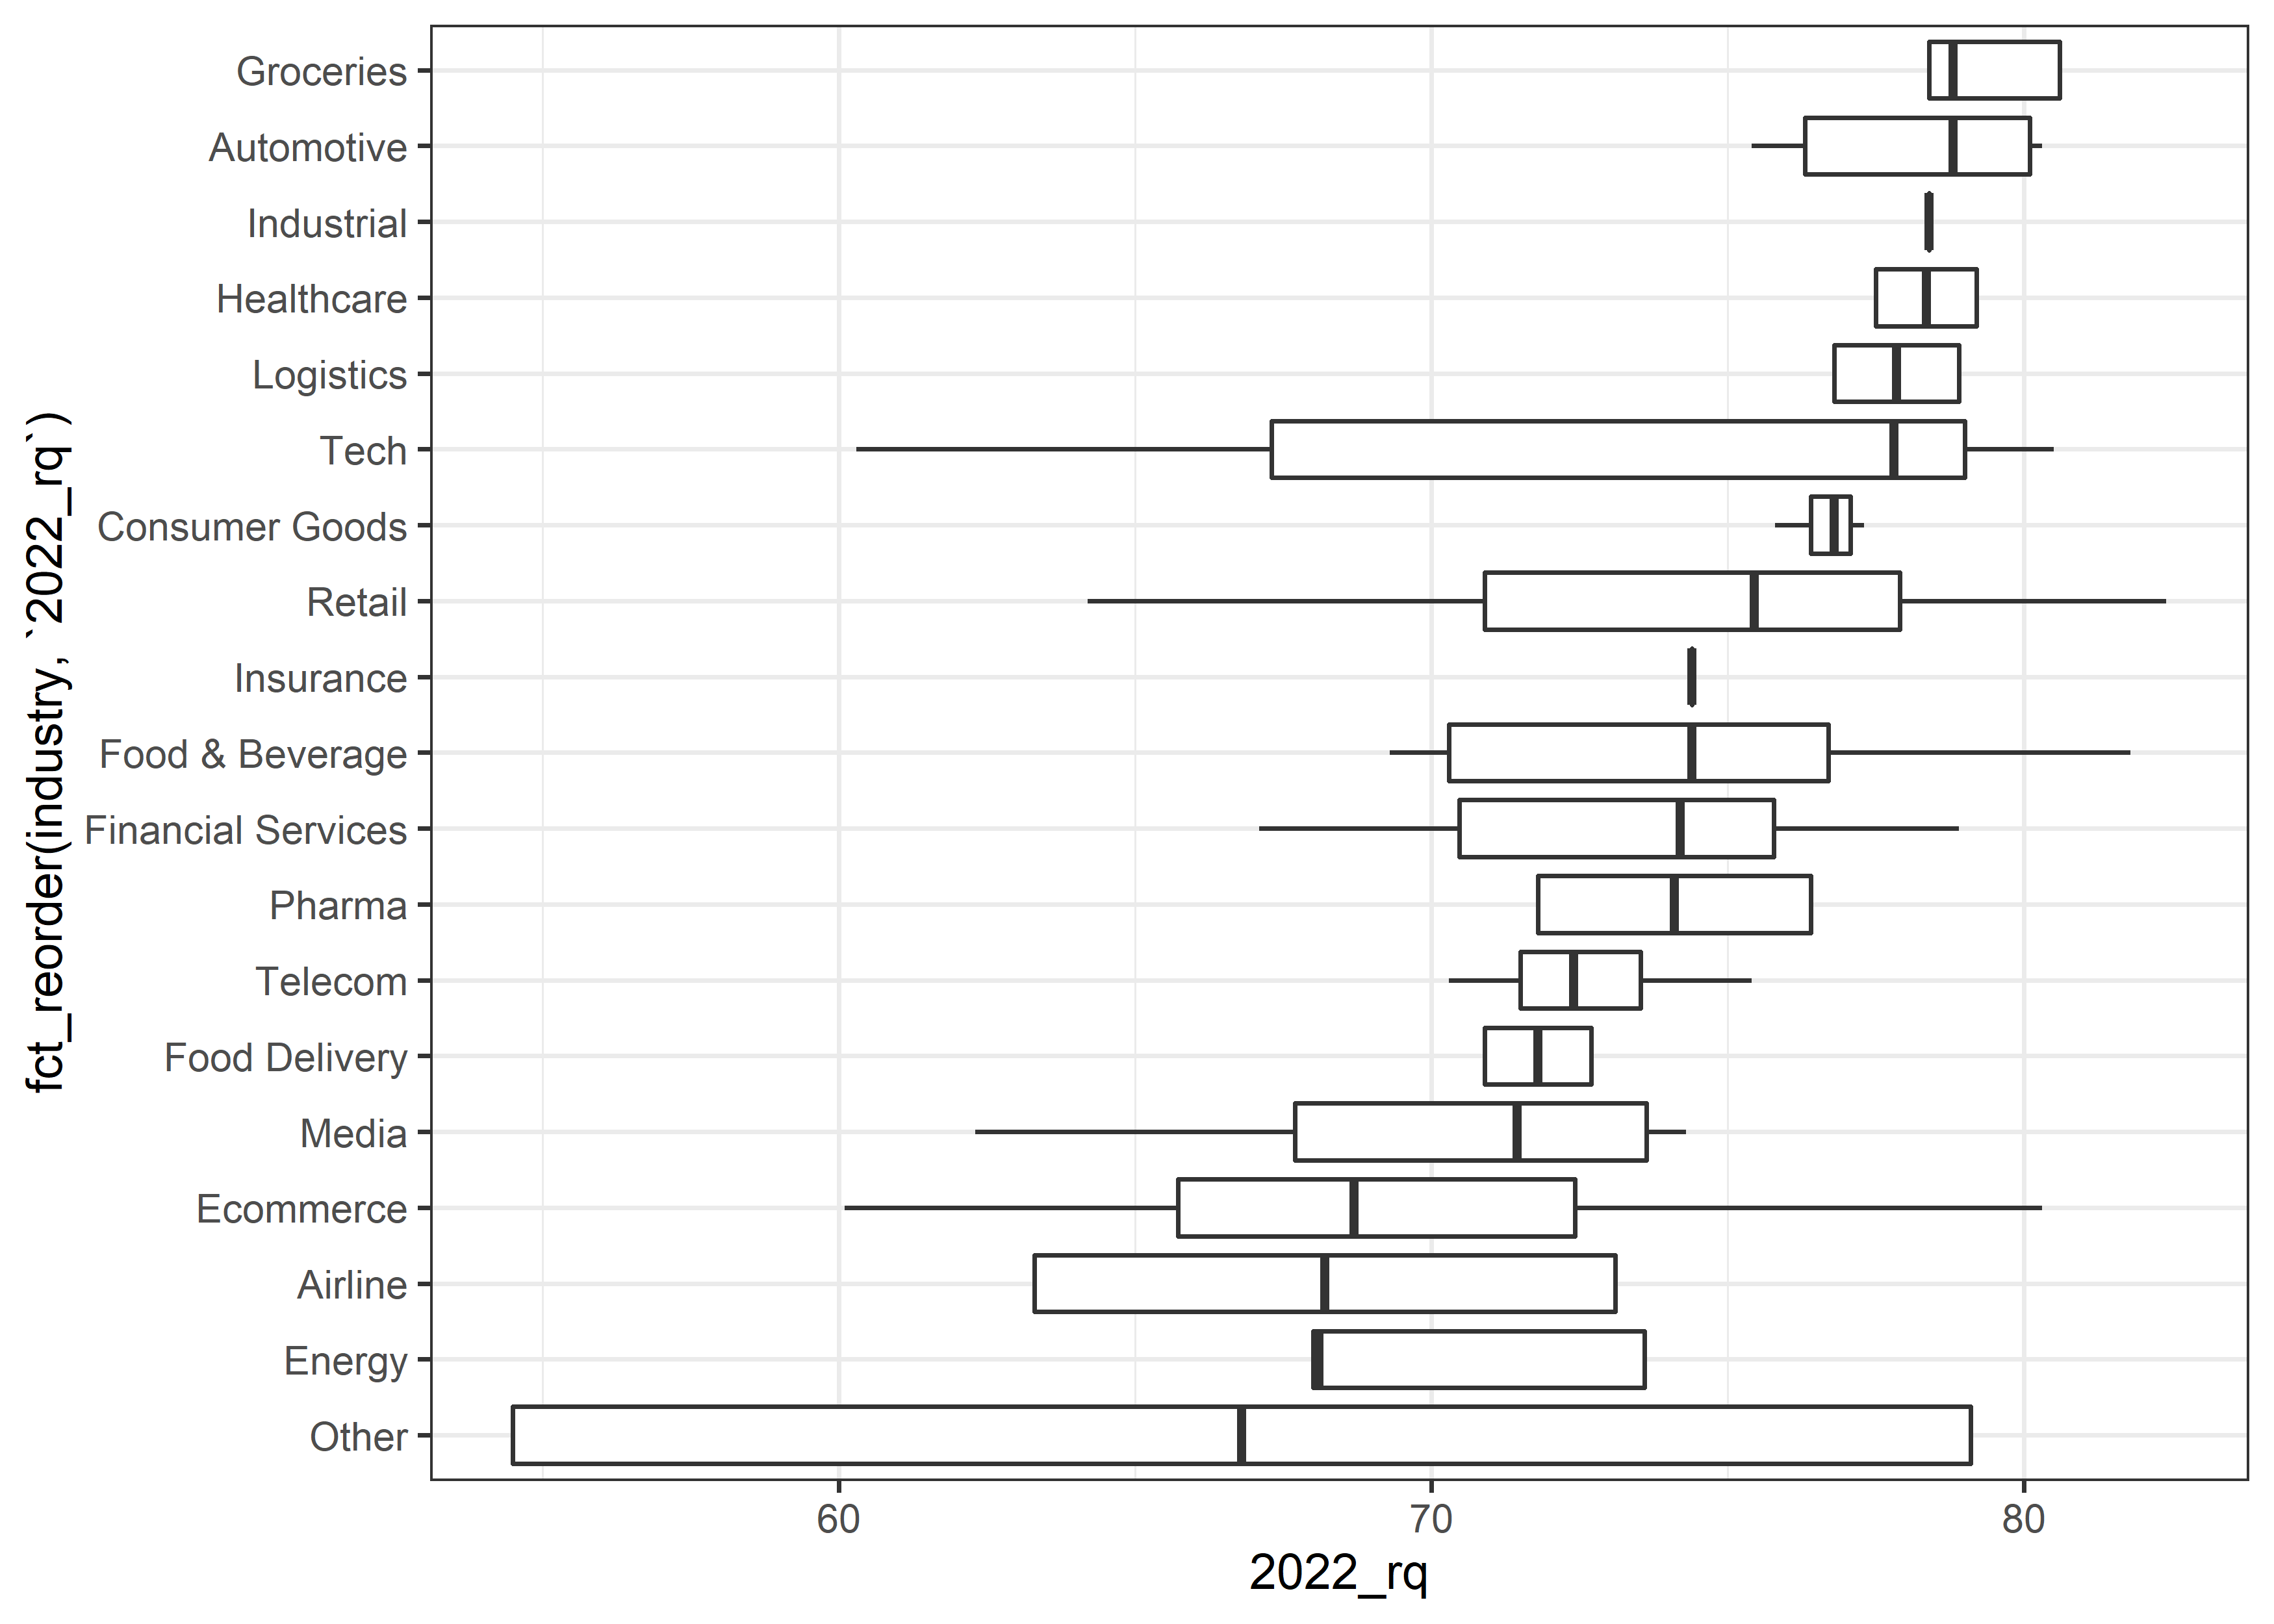 fct_reorder(industry, `2022_rq`)
Groceries
Automotive
Industrial
Healthcare
Logistics
Tech
Consumer Goods
Retail
Insurance
Food & Beverage
Financial Services
Pharma
Telecom
Food Delivery
Media
Ecommerce
Airline
Energy
Other
60 70 80
2022_rq